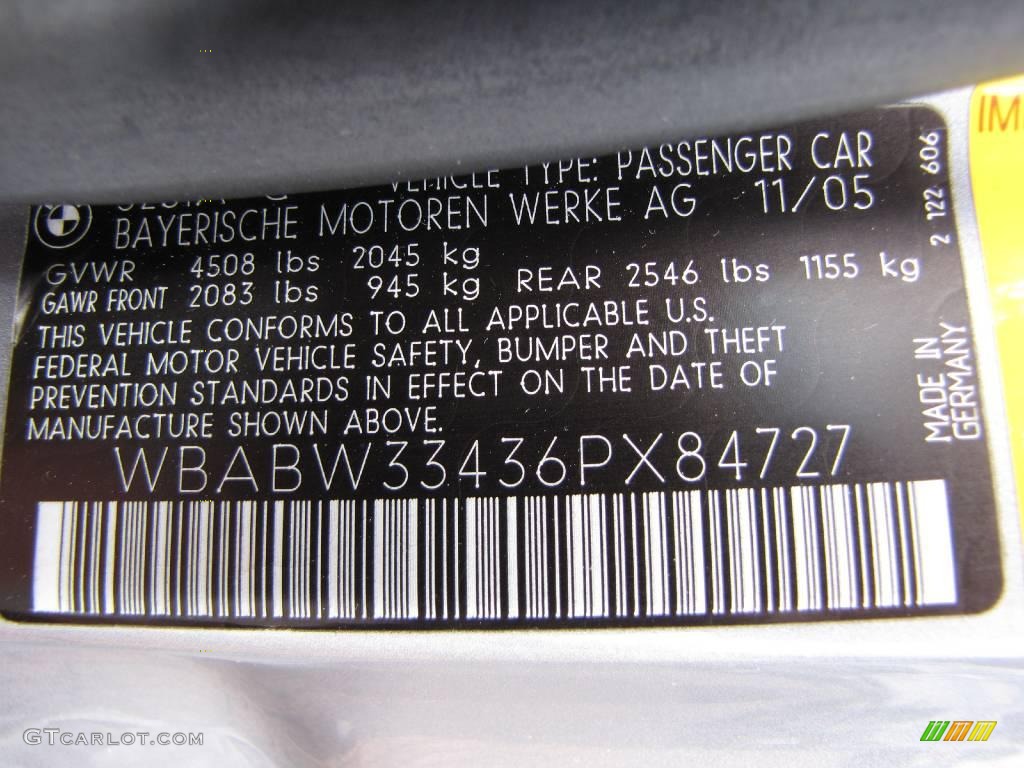 VEHICLE TYPE: PASSENGER CAR
BAYERISCHE MOTOREN WERKE AG 11/05
GVWR 4508 lbs 2045 kg
GAWR FRONT 2083 lbs 945 kg REAR 2546 lbs 1155 kg
THIS VEHICLE CONFORMS TO ALL APPLICABLE U.S.
FEDERAL MOTOR VEHICLE SAFETY, BUMPER AND THEFT
PREVENTION STANDARDS IN EFFECT ON THE DATE OF
MANUFACTURE SHOWN ABOVE.
WBABW33436PX84727
2 122 606
MADE IN
GERMANY
GTCARLOT.COM